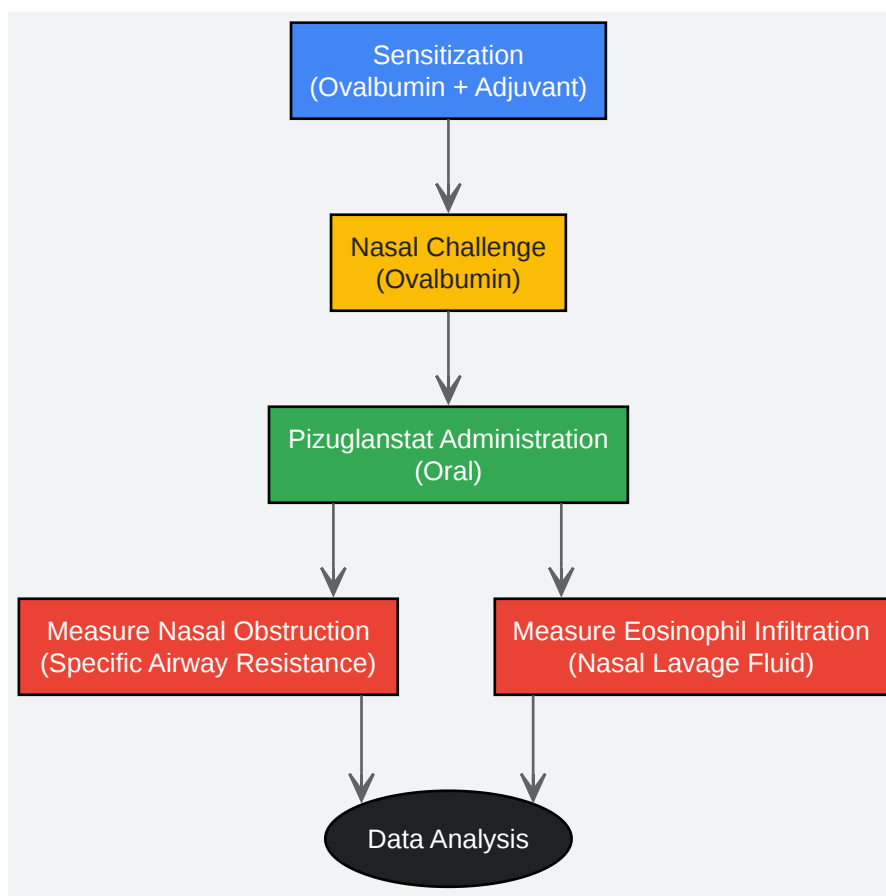 Sensitization
(Ovalbumin + Adjuvant)
Nasal Challenge
(Ovalbumin)
Pizuglanstat Administration
(Oral)
Measure Nasal Obstruction
(Specific Airway Resistance)
Measure Eosinophil Infiltration
(Nasal Lavage Fluid)
Data Analysis